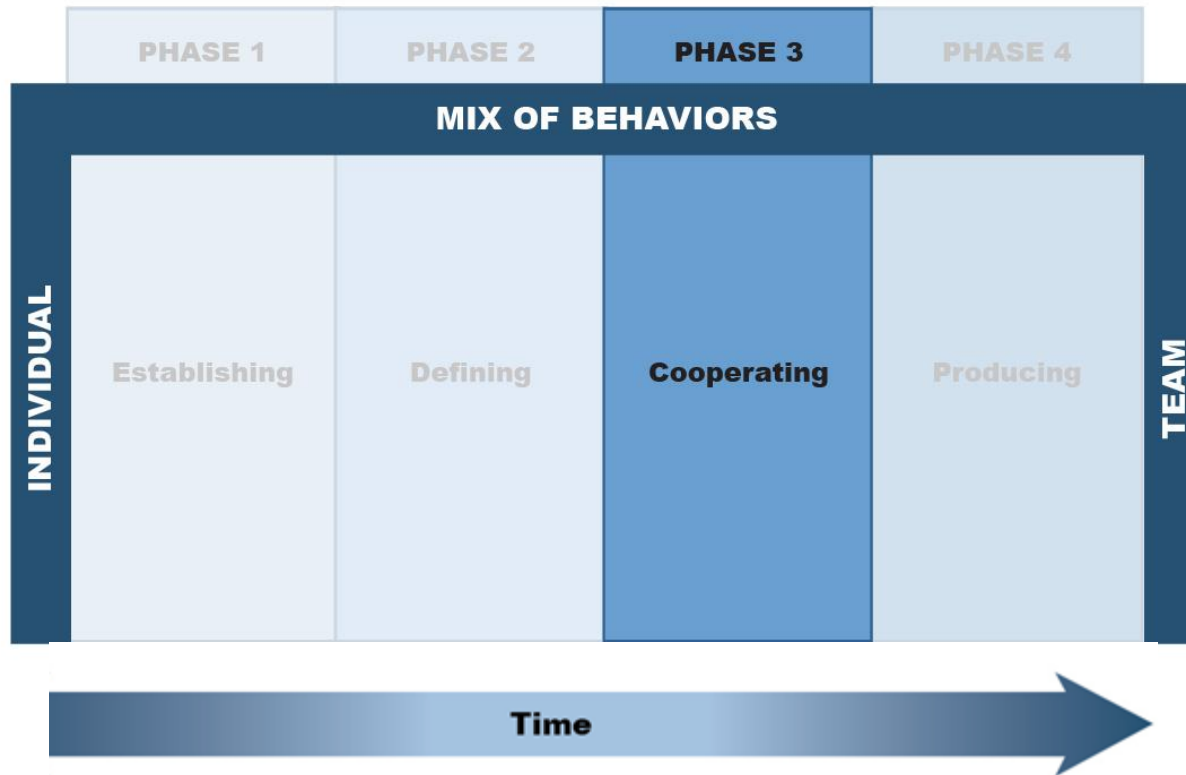 PHASE 1
PHASE 2
PHASE 3
PHASE 4
MIX OF BEHAVIORS
INDIVIDUAL
Establishing
Defining
Cooperating
Producing
TEAM
Time